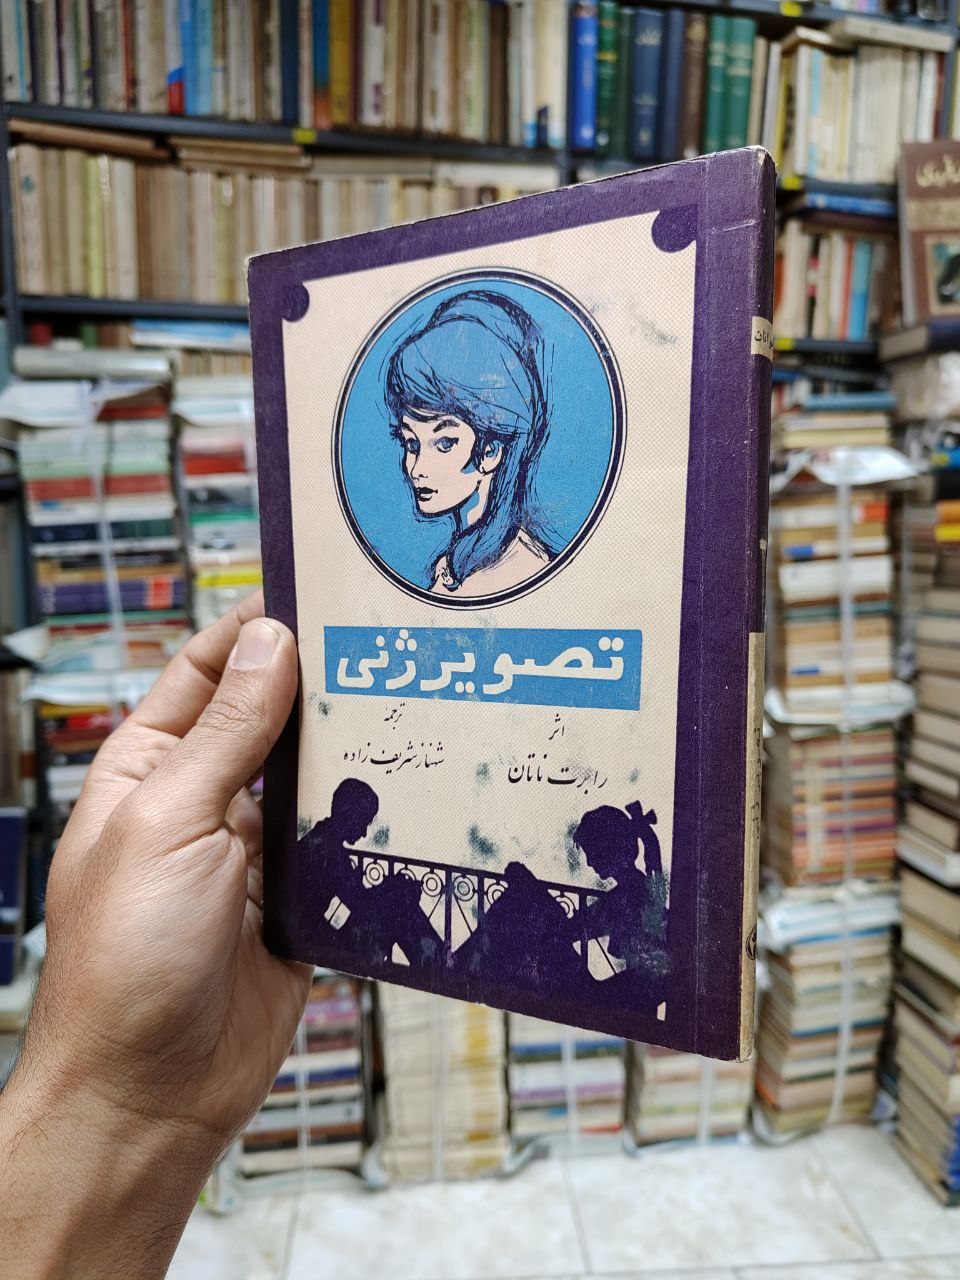 تصویر ژنی
اثر
رابرت ناتان
ترجمهٔ
شهناز شریف‌زاده